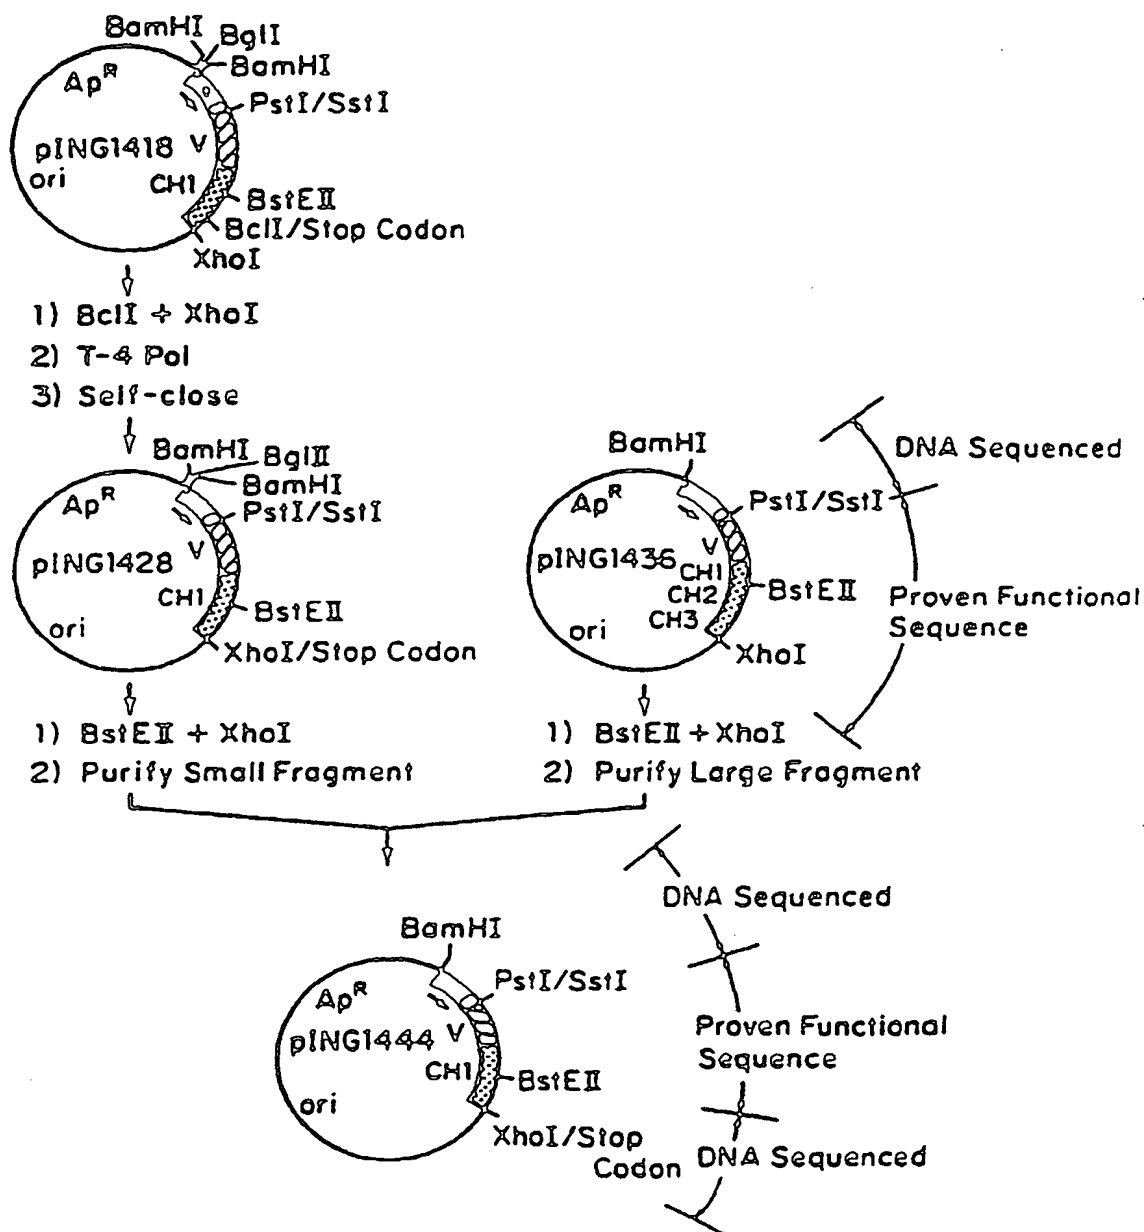 BamHI
BglI
BamHI
Ap^R
PstI/SstI
pING1418
V
ori
CH1
BstEII
BclI/Stop Codon
XhoI
1) BclI + XhoI
2) T-4 Pol
3) Self-close
BamHI
BglII
BamHI
Ap^R
PstI/SstI
V
pING1428
CH1
BstEII
ori
XhoI/Stop Codon
1) BstEII + XhoI
2) Purify Small Fragment
BamHI
Ap^R
PstI/SstI
V
pING1436
CH1
CH2
CH3
BstEII
ori
XhoI
DNA Sequenced
Proven Functional
Sequence
1) BstEII + XhoI
2) Purify Large Fragment
BamHI
Ap^R
PstI/SstI
V
pING1444
CH1
BstEII
ori
XhoI/Stop
Codon
DNA Sequenced
Proven Functional
Sequence
DNA Sequenced